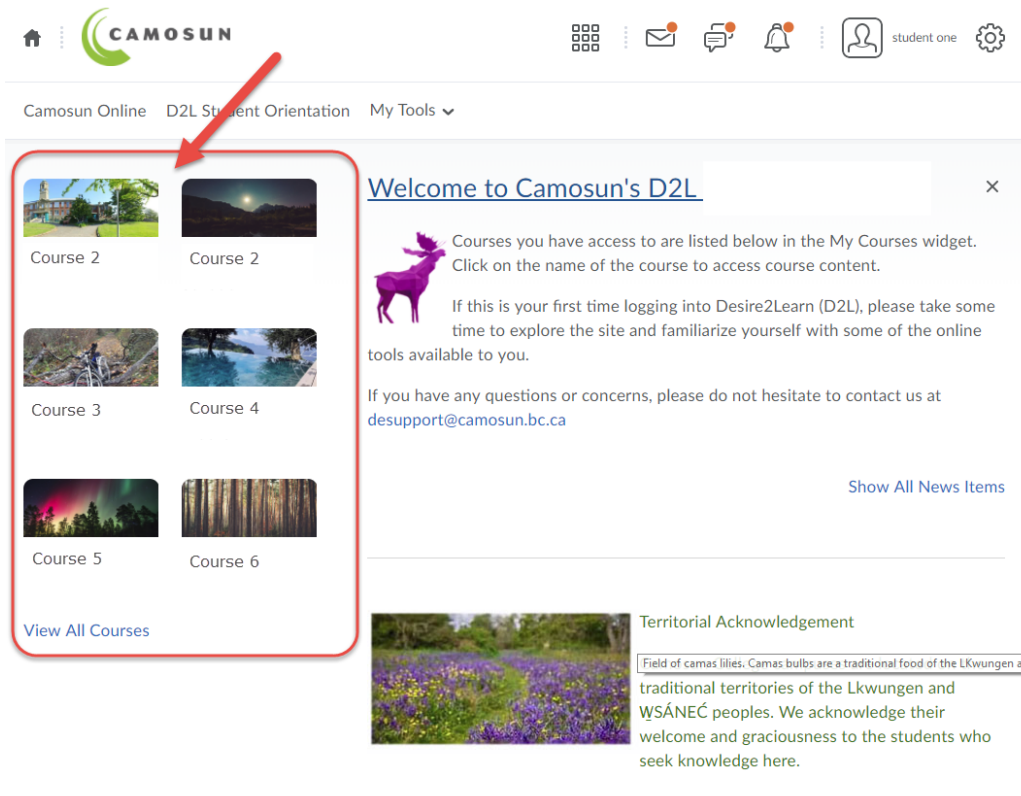 CAMOSUN
student one
Camosun Online D2L Student Orientation My Tools
Course 2
Course 2
Course 3
Course 4
Course 5
Course 6
View All Courses
Welcome to Camosun's D2L
Courses you have access to are listed below in the My Courses widget.
Click on the name of the course to access course content.
If this is your first time logging into Desire2Learn (D2L), please take some
time to explore the site and familiarize yourself with some of the online
tools available to you.
If you have any questions or concerns, please do not hesitate to contact us at
desupport@camosun.bc.ca
Show All News Items
Territorial Acknowledgement
Field of camas lilies. Camas bulbs are a traditional food of the LKwungen a
traditional territories of the Lkwungen and
W̱SÁNEĆ peoples. We acknowledge their
welcome and graciousness to the students who
seek knowledge here.